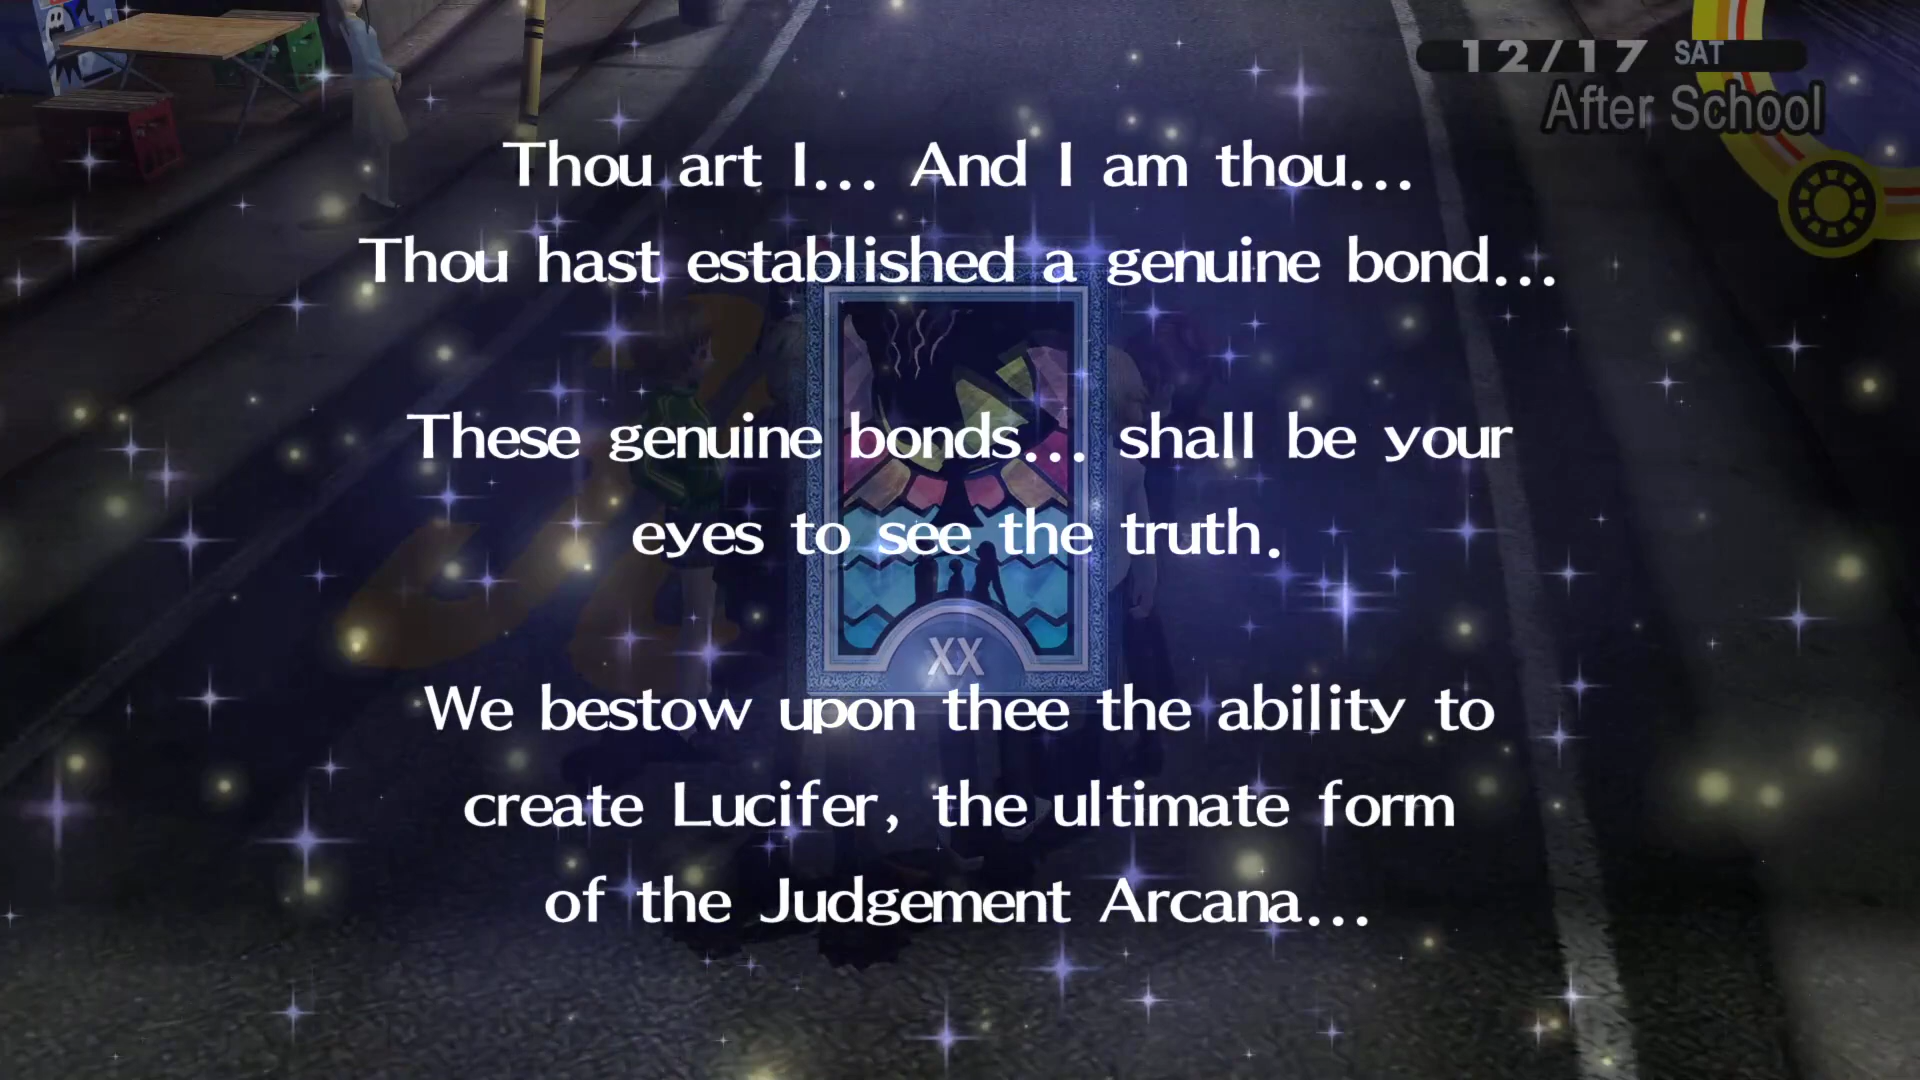 12/17 SAT
After School
Thou art I... And I am thou...
Thou hast established a genuine bond...
These genuine bonds... shall be your
eyes to see the truth.
XX
We bestow upon thee the ability to
create Lucifer, the ultimate form
of the Judgement Arcana...